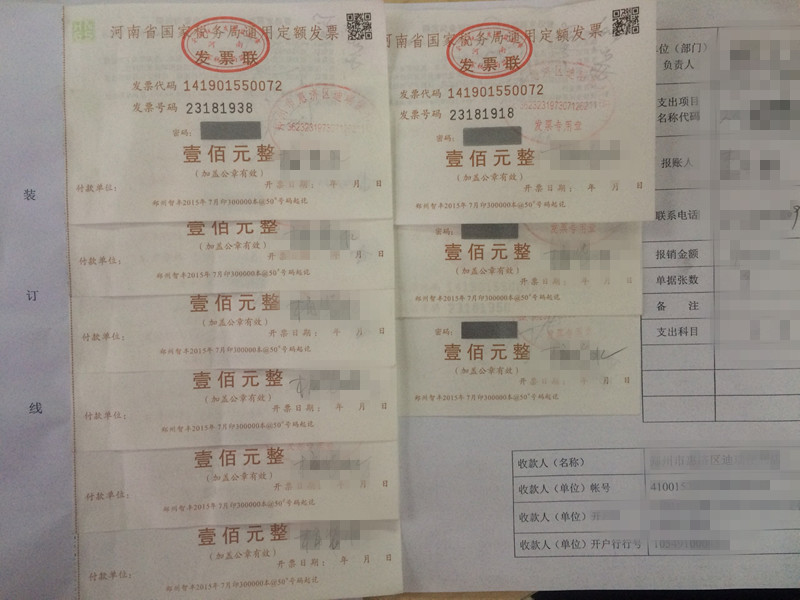 装
订
线
河南省国家税务局通用定额发票
发票联
发票代码 141901550072
发票号码 23181938
密码：
壹佰元整
（加盖公章有效）
开票日期： 年 月 日
付款单位：
郑州智丰2015年7月印300000本@50°号码起讫
壹佰元整
（加盖公章有效）
付款单位：
开票日期： 年 月 日
郑州智丰2015年7月印300000本@50°号码起讫
壹佰元整
（加盖公章有效）
付款单位：
开票日期： 年 月 日
郑州智丰2015年7月印300000本@50°号码起讫
壹佰元整
（加盖公章有效）
付款单位：
开票日期： 年 月 日
郑州智丰2015年7月印300000本@50°号码起讫
壹佰元整
（加盖公章有效）
付款单位：
开票日期： 年 月 日
郑州智丰2015年7月印300000本@50°号码起讫
壹佰元整
（加盖公章有效）
付款单位：
开票日期： 年 月 日
郑州智丰2015年7月印300000本@50°号码起讫
河南省国家税务局通用定额发票
发票联
发票代码 141901550072
发票号码 23181918
发票专用章
密码：
壹佰元整
（加盖公章有效）
开票日期： 年 月 日
付款单位：
郑州智丰2015年7月印300000本@50°号码起讫
密码：
发票专用章
壹佰元整
（加盖公章有效）
付款单位：
开票日期： 年 月 日
郑州智丰2015年7月印300000本@50°号码起讫
密码：
壹佰元整
（加盖公章有效）
付款单位：
开票日期： 年 月 日
郑州智丰2015年7月印300000本@50°号码起讫
单位（部门）
负责人
支出项目
名称代码
报账人
联系电话
报销金额
单据张数
备 注
支出科目
收款人（名称）
收款人（单位）帐号 41001
收款人（单位）开
收款人（单位）开户行行号